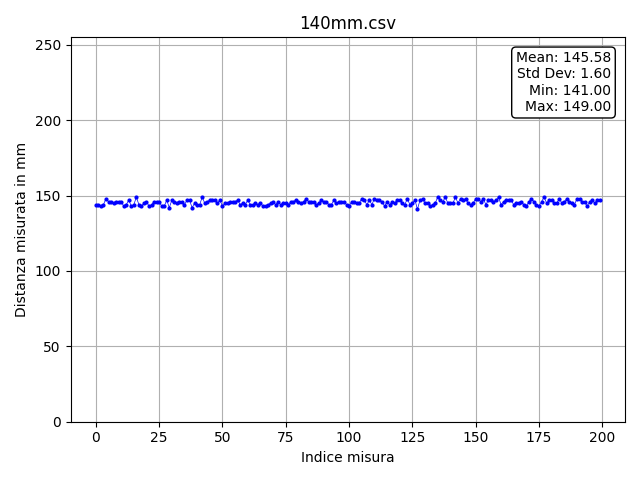 140mm.csv
Mean: 145.58
Std Dev: 1.60
Min: 141.00
Max: 149.00
250
200
150
100
50
0
Distanza misurata in mm
0 25 50 75 100 125 150 175 200
Indice misura